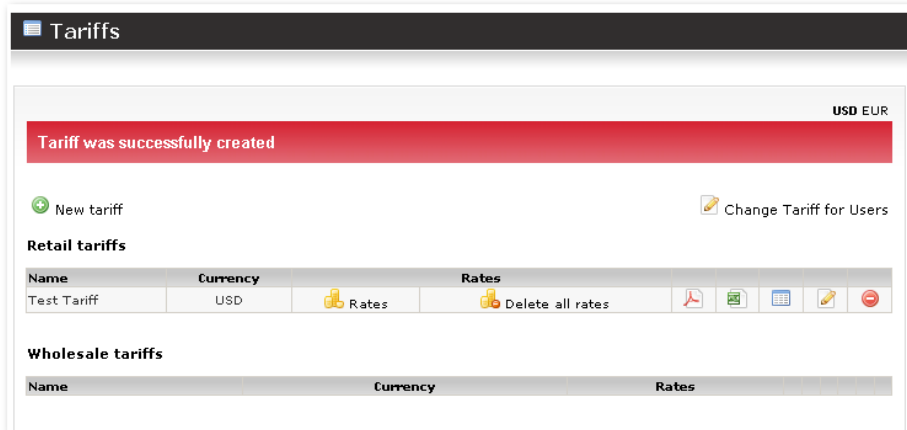 Tariffs
USD EUR
Tariff was successfully created
New tariff Change Tariff for Users
Retail tariffs
Name Currency Rates
Test Tariff USD Rates Delete all rates
Wholesale tariffs
Name Currency Rates